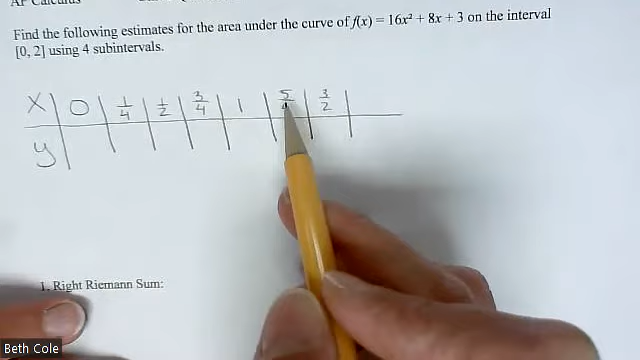 AP Calculus
Find the following estimates for the area under the curve of f(x) = 16x² + 8x + 3 on the interval
[0, 2] using 4 subintervals.
X 0 1/4 1/2 3/4 1 5/4 3/2
y
1. Right Riemann Sum:
Beth Cole